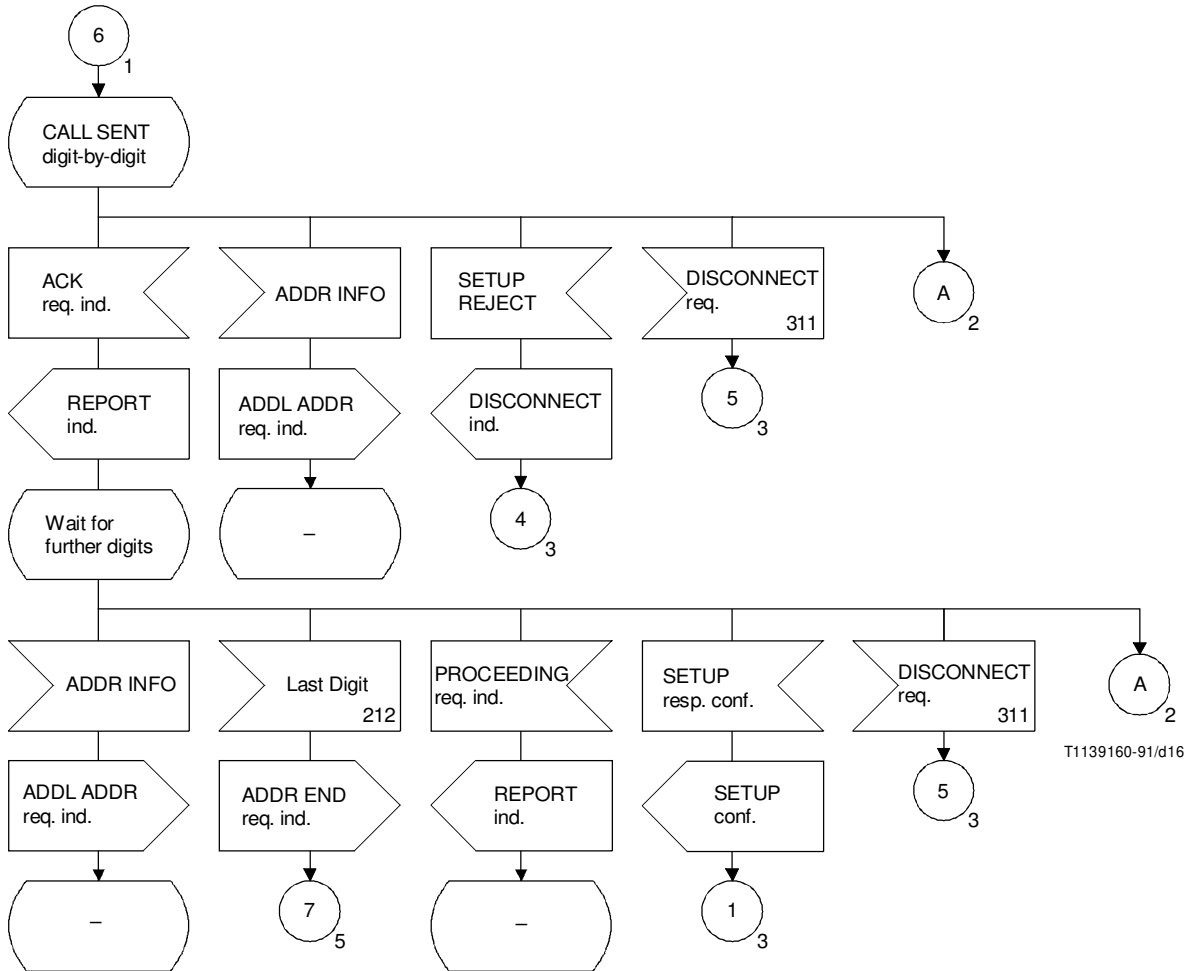 6
1
CALL SENT
digit-by-digit
ACK
req. ind.
ADDR INFO
SETUP
REJECT
DISCONNECT
req.
311
A
2
REPORT
ind.
ADDL ADDR
req. ind.
DISCONNECT
ind.
5
3
Wait for
further digits
–
4
3
ADDR INFO
Last Digit
212
PROCEEDING
req. ind.
SETUP
resp. conf.
DISCONNECT
req.
311
A
2
T1139160-91/d16
ADDL ADDR
req. ind.
ADDR END
req. ind.
REPORT
ind.
SETUP
conf.
5
3
–
7
5
–
1
3